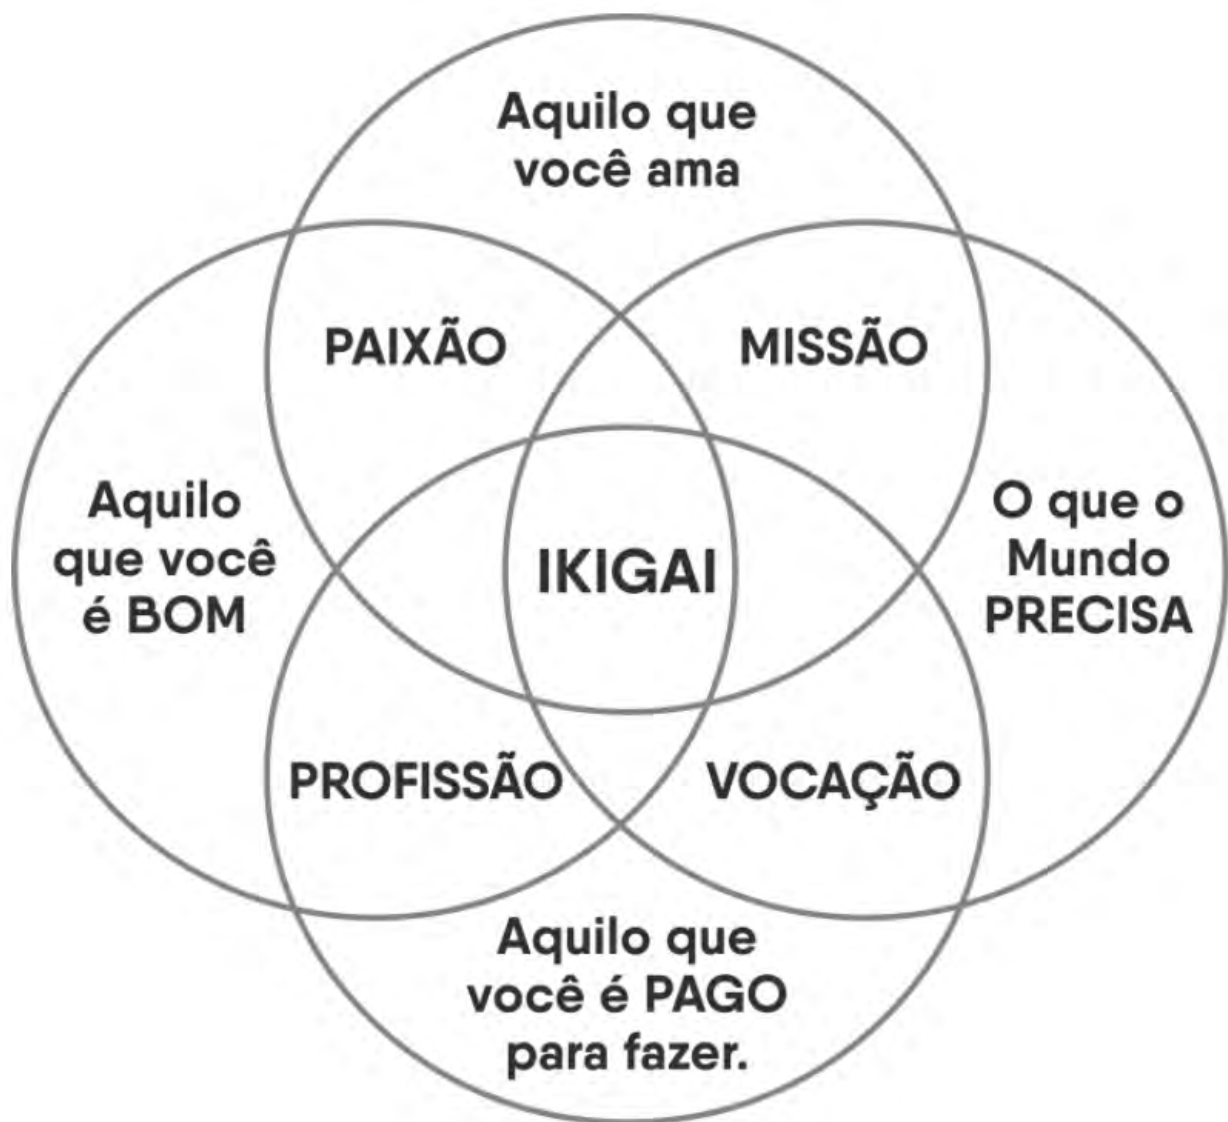 Aquilo que
você ama
PAIXÃO
MISSÃO
Aquilo
que você
é BOM
IKIGAI
O que o
Mundo
PRECISA
PROFISSÃO
VOCAÇÃO
Aquilo que
você é PAGO
para fazer.